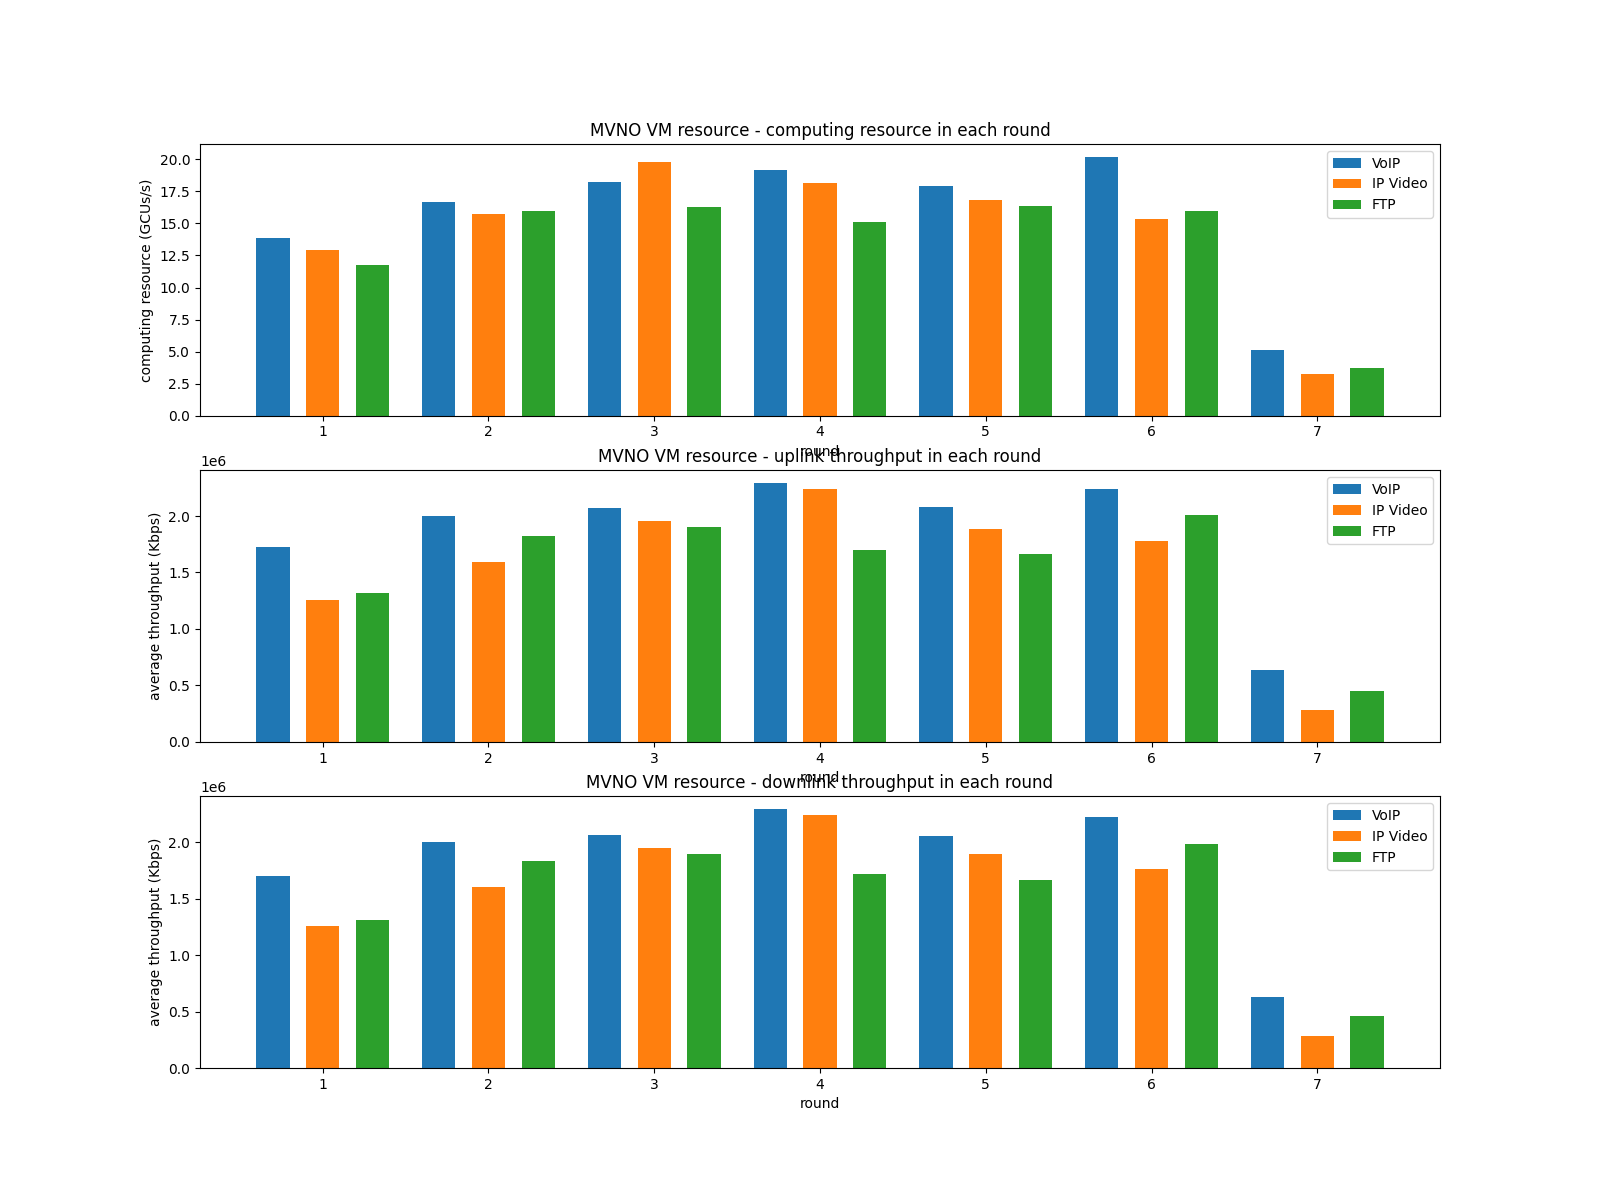 MVNO VM resource - computing resource in each round
computing resource (GCUs/s)
20.0
17.5
15.0
12.5
10.0
7.5
5.0
2.5
0.0
VoIP
IP Video
FTP
1 2 3 4 5 6 7
round
MVNO VM resource - uplink throughput in each round
1e6
average throughput (Kbps)
2.0
1.5
1.0
0.5
0.0
VoIP
IP Video
FTP
1 2 3 4 5 6 7
round
MVNO VM resource - downlink throughput in each round
1e6
average throughput (Kbps)
2.0
1.5
1.0
0.5
0.0
VoIP
IP Video
FTP
1 2 3 4 5 6 7
round